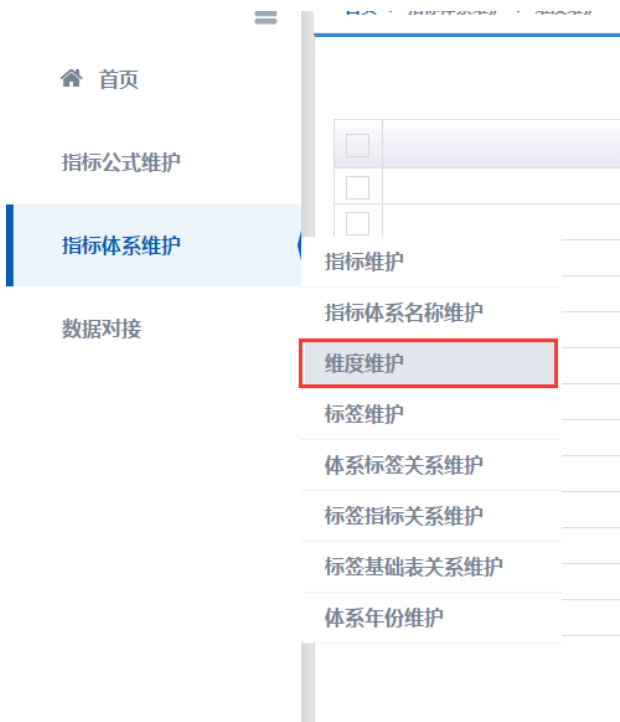 首页
指标公式维护
指标体系维护
数据对接
指标维护
指标体系名称维护
维度维护
标签维护
体系标签关系维护
标签指标关系维护
标签基础表关系维护
体系年份维护